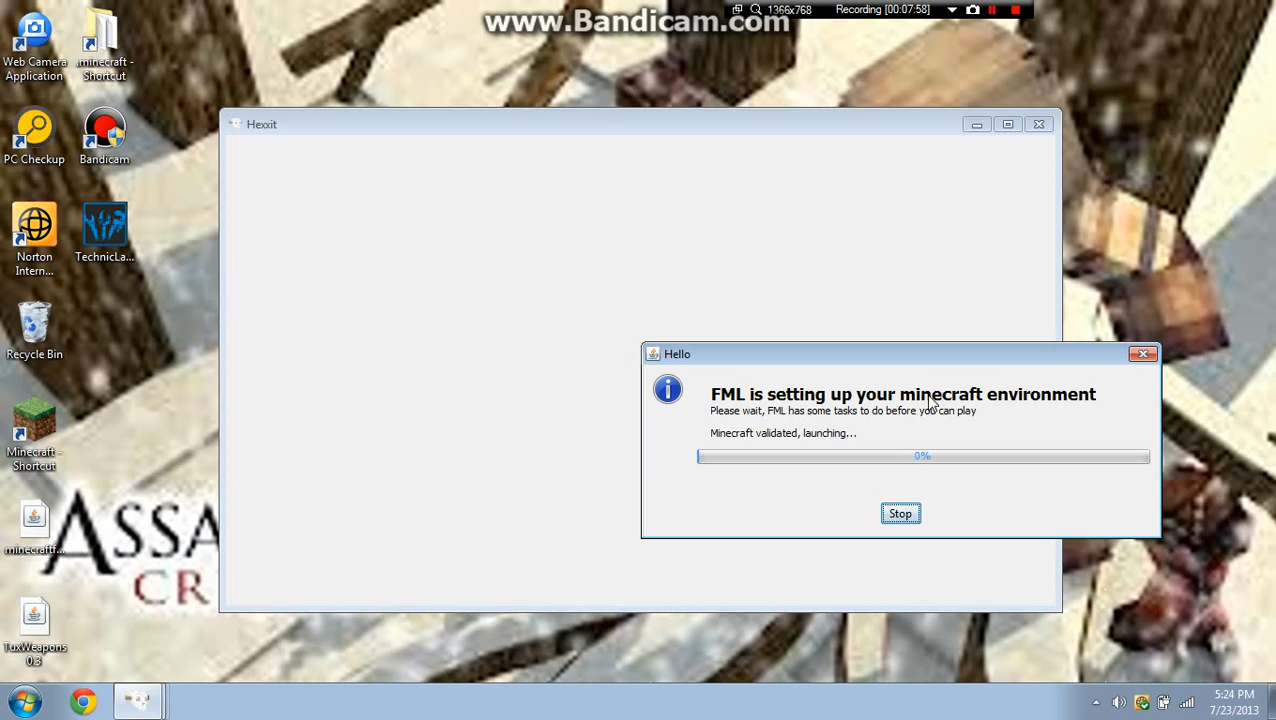 www.Bandicam.com
1366x768
Recording [00:07:58]
Web Camera
Application
.minecraft -
Shortcut
PC Checkup
Bandicam
Norton
Intern...
TechnicLa...
Recycle Bin
Minecraft -
Shortcut
minecraftf...
TuxWeapons
0.3
ASSA
CR
Hexxit
Hello
FML is setting up your minecraft environment
Please wait, FML has some tasks to do before you can play
Minecraft validated, launching...
0%
Stop
5:24 PM
7/23/2013